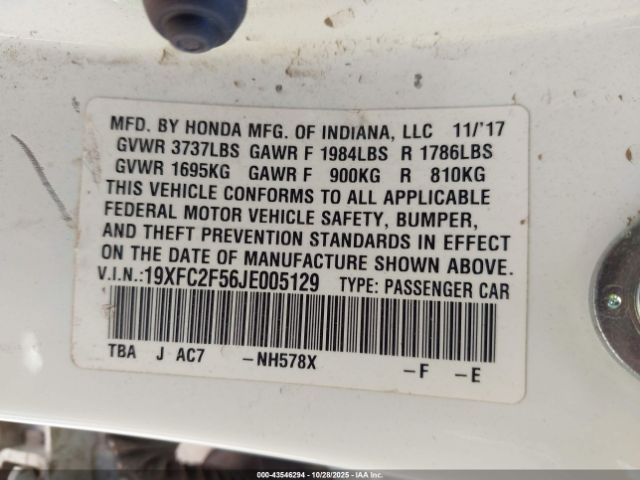 MFD. BY HONDA MFG. OF INDIANA, LLC 11/'17
GVWR 3737LBS GAWR F 1984LBS R 1786LBS
GVWR 1695KG GAWR F 900KG R 810KG
THIS VEHICLE CONFORMS TO ALL APPLICABLE
FEDERAL MOTOR VEHICLE SAFETY, BUMPER,
AND THEFT PREVENTION STANDARDS IN EFFECT
ON THE DATE OF MANUFACTURE SHOWN ABOVE.
V.I.N.:19XFC2F56JE005129 TYPE: PASSENGER CAR
TBA J AC7 -NH578X -F -E
000-43546294 - 10/28/2025 - IAA Inc. - Copyright